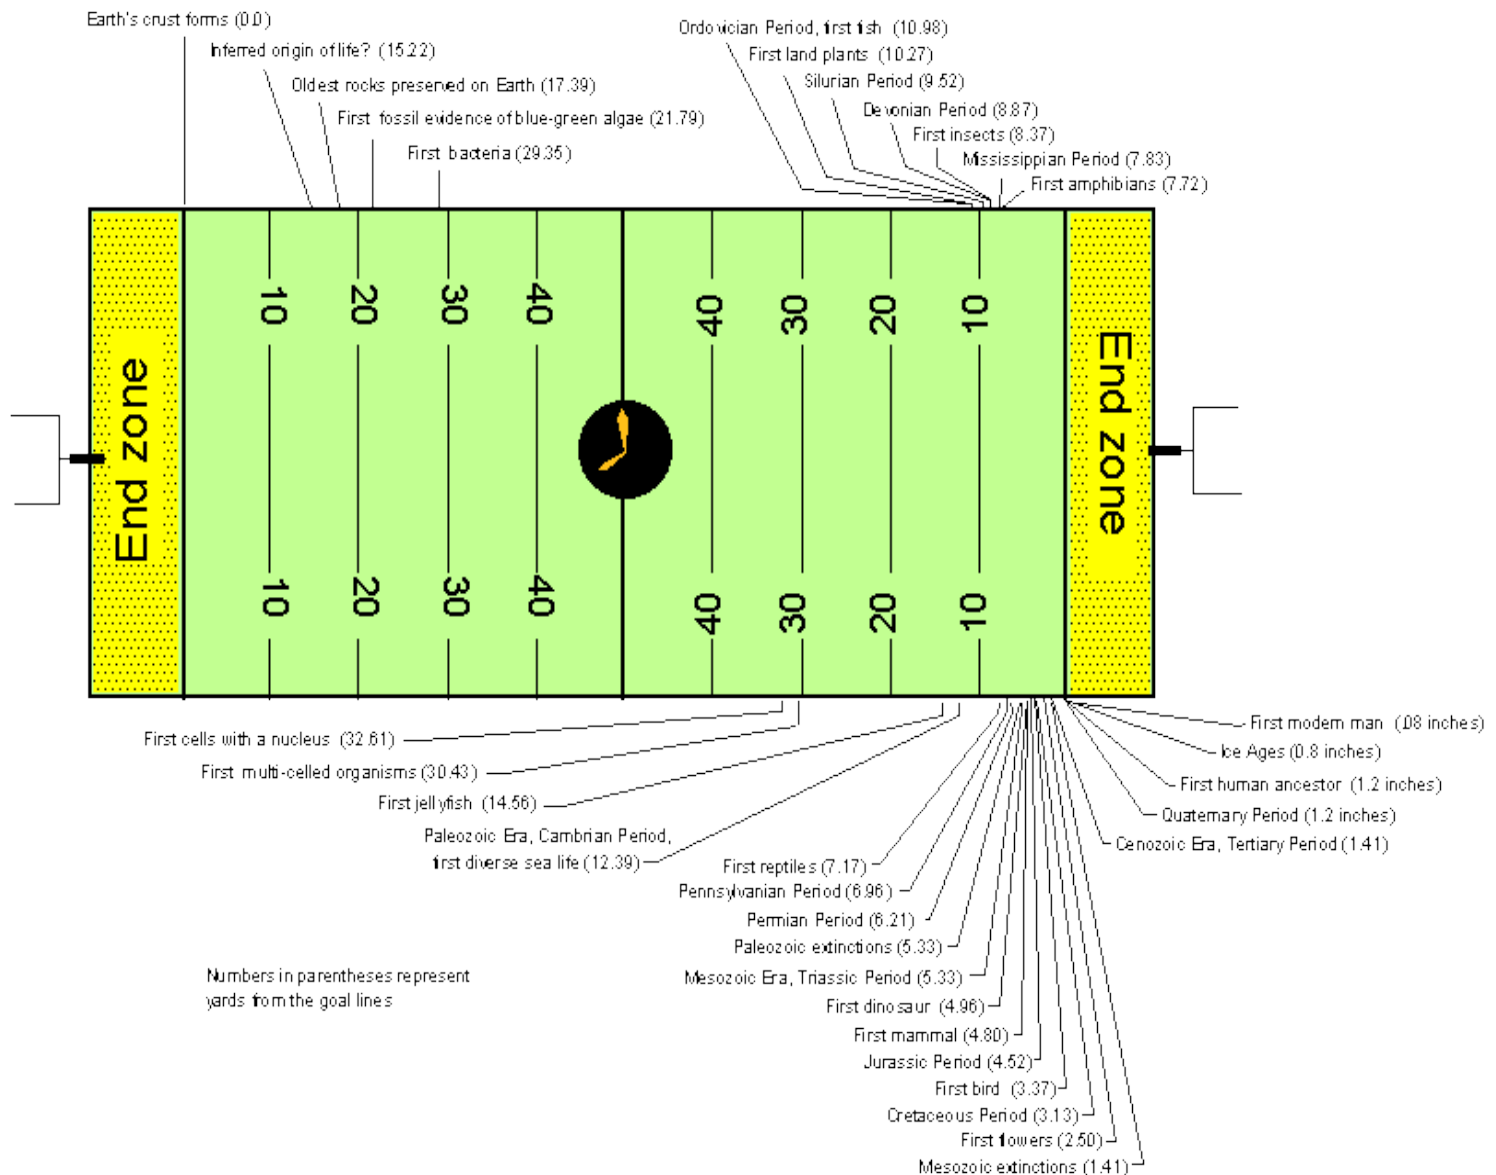 Earth's crust forms (0.0)
Inferred origin of life? (15.22)
Oldest rocks preserved on Earth (17.39)
First fossil evidence of blue-green algae (21.79)
First bacteria (29.35)
Ordovician Period, first fish (10.98)
First land plants (10.27)
Silurian Period (9.52)
Devonian Period (8.87)
First insects (8.37)
Mississippian Period (7.83)
First amphibians (7.72)
End zone
10
20
30
40
40
30
20
10
End zone
10
20
30
40
40
30
20
10
First cells with a nucleus (32.61)
First multi-celled organisms (30.43)
First jellyfish (14.56)
Paleozoic Era, Cambrian Period,
first diverse sea life (12.39)
First modern man (.08 inches)
Ice Ages (0.8 inches)
First human ancestor (1.2 inches)
Quaternary Period (1.2 inches)
Cenozoic Era, Tertiary Period (1.41)
First reptiles (7.17)
Pennsylvanian Period (6.96)
Permian Period (6.21)
Paleozoic extinctions (5.33)
Mesozoic Era, Triassic Period (5.33)
First dinosaur (4.96)
First mammal (4.80)
Jurassic Period (4.52)
First bird (3.37)
Cretaceous Period (3.13)
First flowers (2.50)
Mesozoic extinctions (1.41)
Numbers in parentheses represent
yards from the goal lines